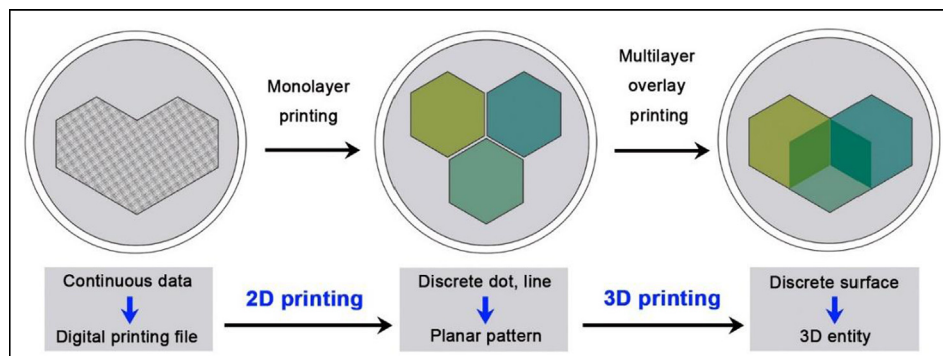 Monolayer
printing
Multilayer
overlay
printing
Continuous data
Digital printing file
2D printing
Discrete dot, line
Planar pattern
3D printing
Discrete surface
3D entity